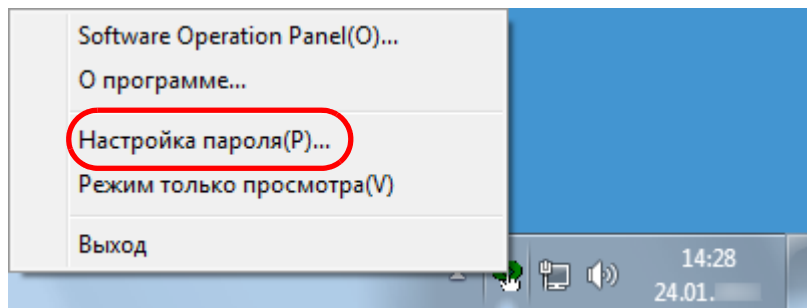 Software Operation Panel(O)...
О программе...
Настройка пароля(P)...
Режим только просмотра(V)
Выход
14:28
24.01.